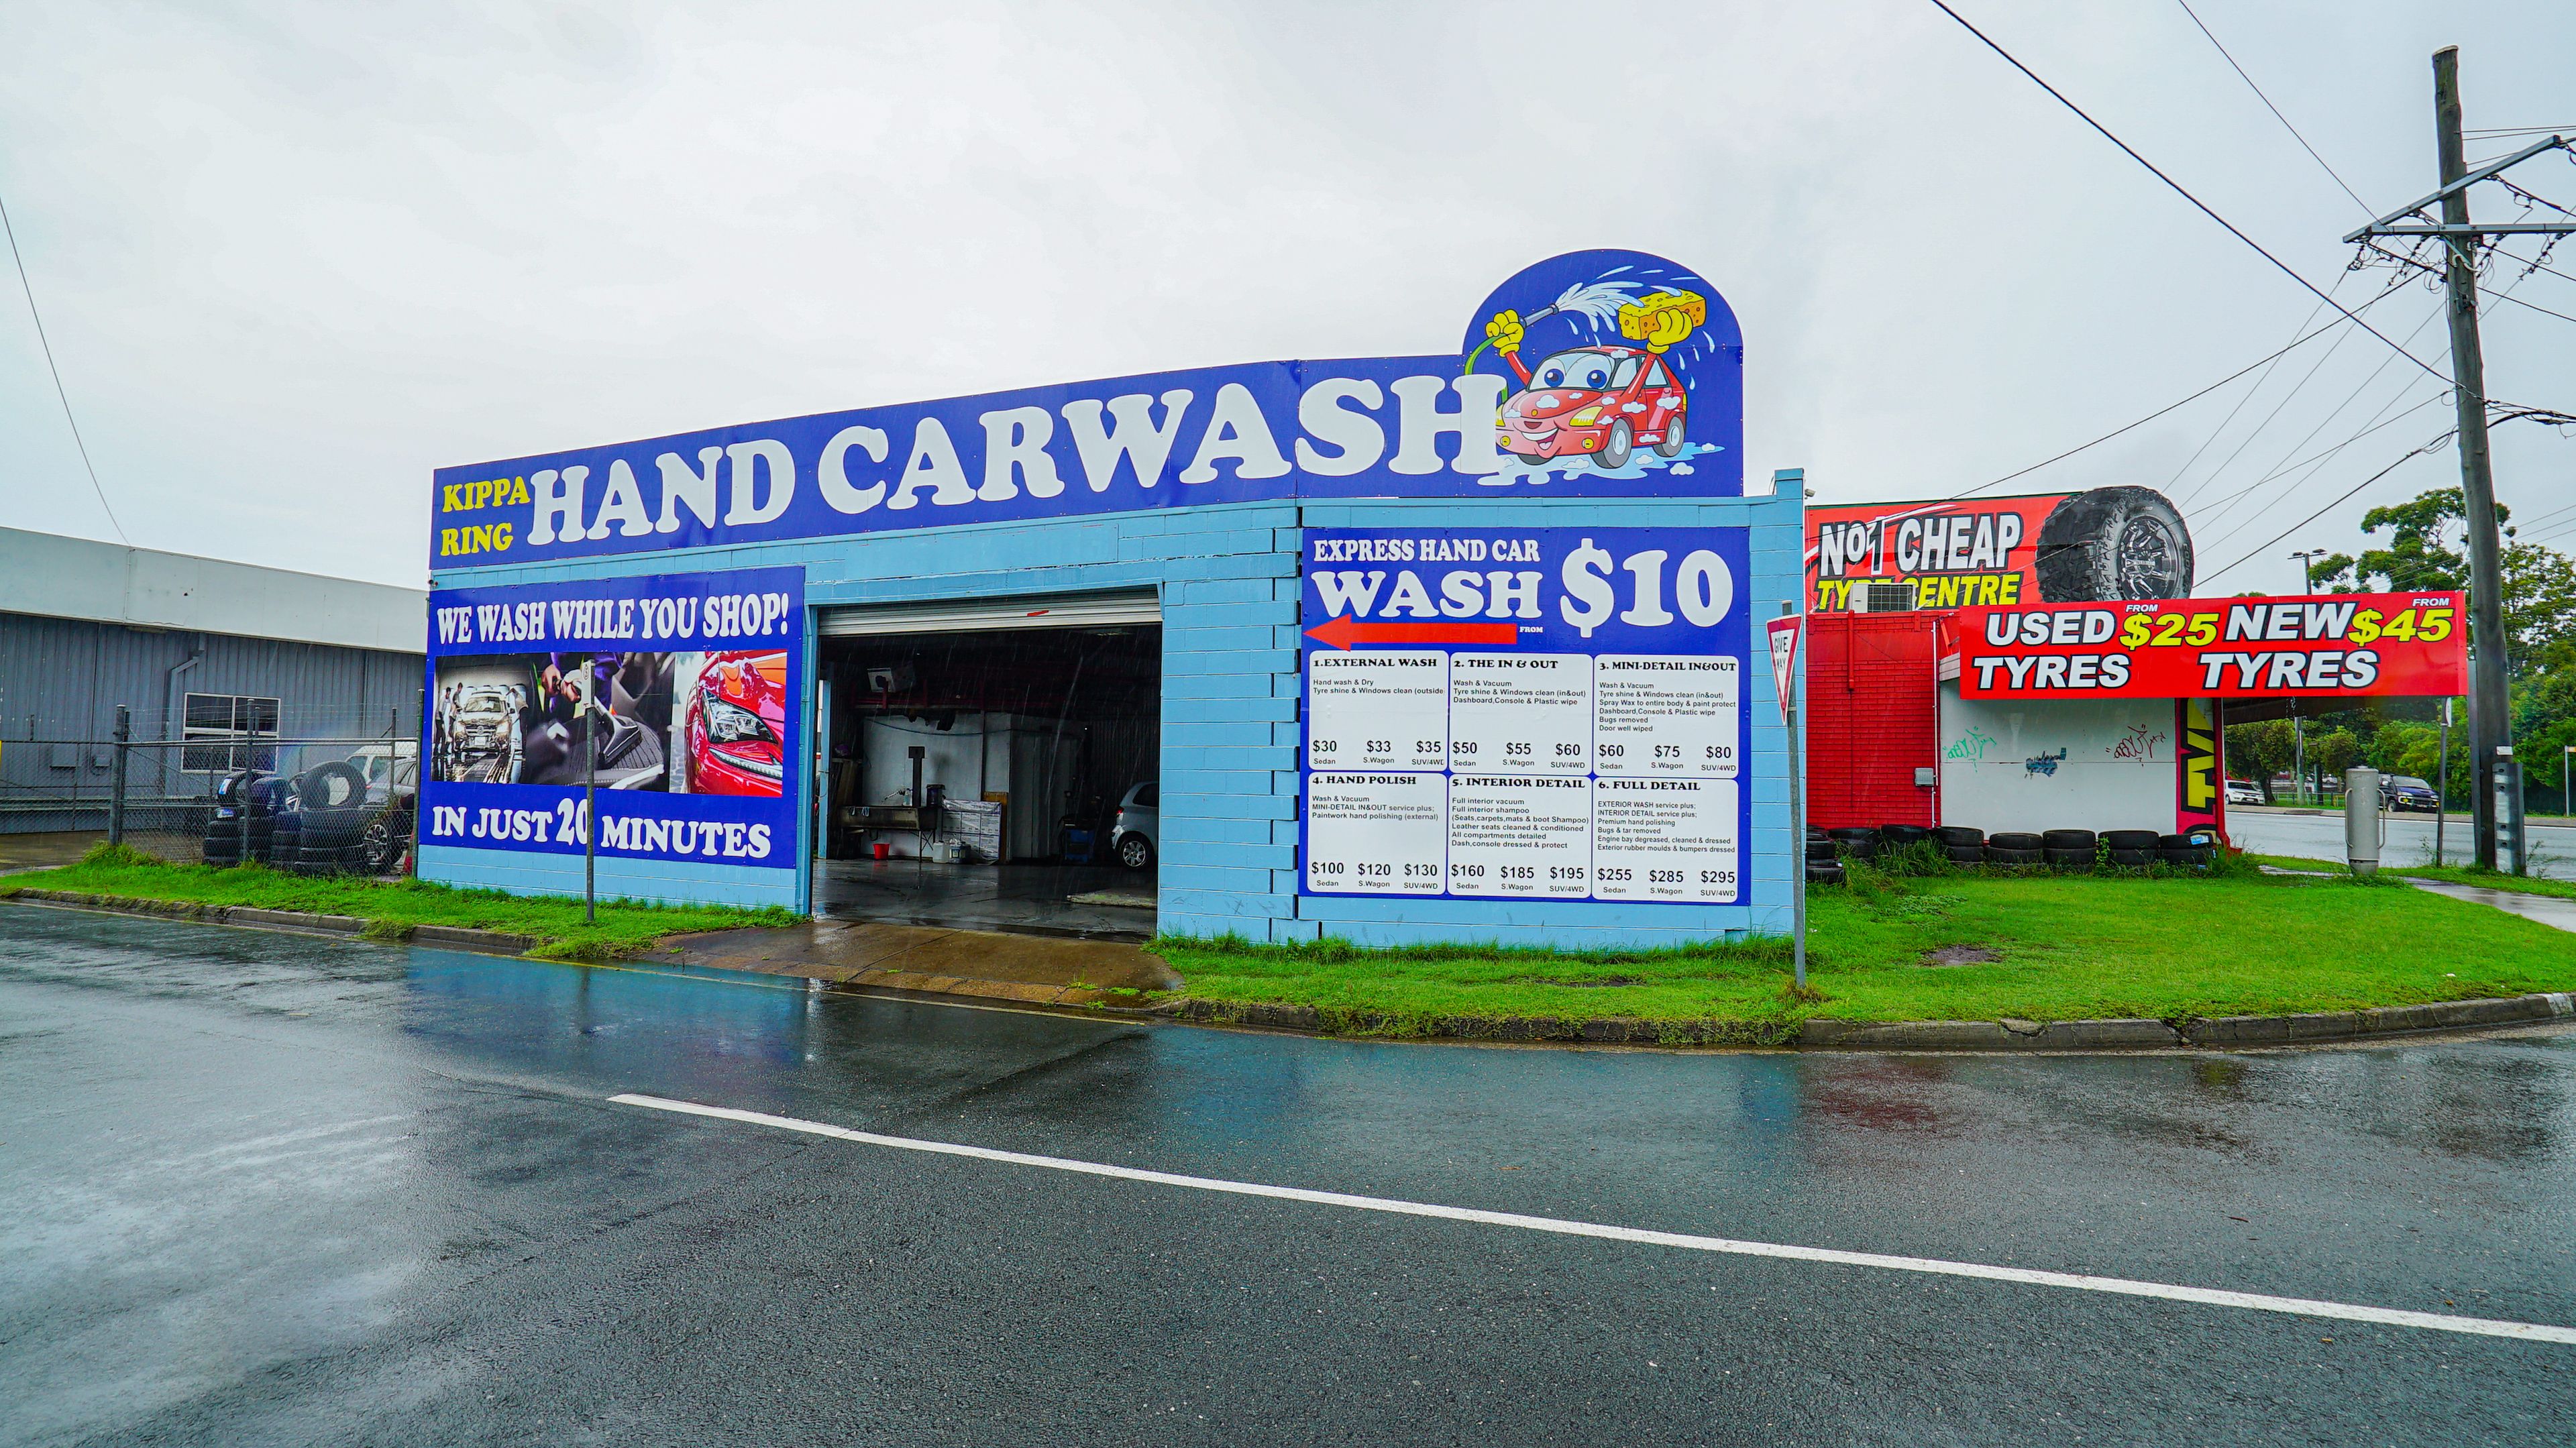 KIPPA
RING
HAND CARWASH
WE WASH WHILE YOU SHOP!
IN JUST 20 MINUTES
EXPRESS HAND CAR
WASH $10
FROM
1.EXTERNAL WASH
Hand wash & Dry
Tyre shine & Windows clean (outside
$30 $33 $35
Sedan S.Wagon SUV/4WD
2. THE IN & OUT
Wash & Vacuum
Tyre shine & Windows clean (in&out)
Dashboard,Console & Plastic wipe
$50 $55 $60
Sedan S.Wagon SUV/4WD
3. MINI-DETAIL IN&OUT
Wash & Vacuum
Tyre shine & Windows clean (in&out)
Spray Wax to entire body & paint protect
Dashboard,Console & Plastic wipe
Bugs removed
Door well wiped
$60 $75 $80
Sedan S.Wagon SUV/4WD
4. HAND POLISH
Wash & Vacuum
MINI-DETAIL IN&OUT service plus;
Paintwork hand polishing (external)
$100 $120 $130
Sedan S.Wagon SUV/4WD
5. INTERIOR DETAIL
Full interior vacuum
Full interior shampoo
(Seats,carpets,mats & boot Shampoo)
Leather seats cleaned & conditioned
All compartments detailed
Dash,console dressed & protect
$160 $185 $195
Sedan S.Wagon SUV/4WD
6. FULL DETAIL
EXTERIOR WASH service plus;
INTERIOR DETAIL service plus;
Premium hand polishing
Bugs & tar removed
Engine bay degreased, cleaned & dressed
Exterior rubber moulds & bumpers dressed
$255 $285 $295
Sedan S.Wagon SUV/4WD
GIVE
WAY
No1 CHEAP
TYRE CENTRE
USED FROM $25 NEW FROM $45
TYRES TYRES